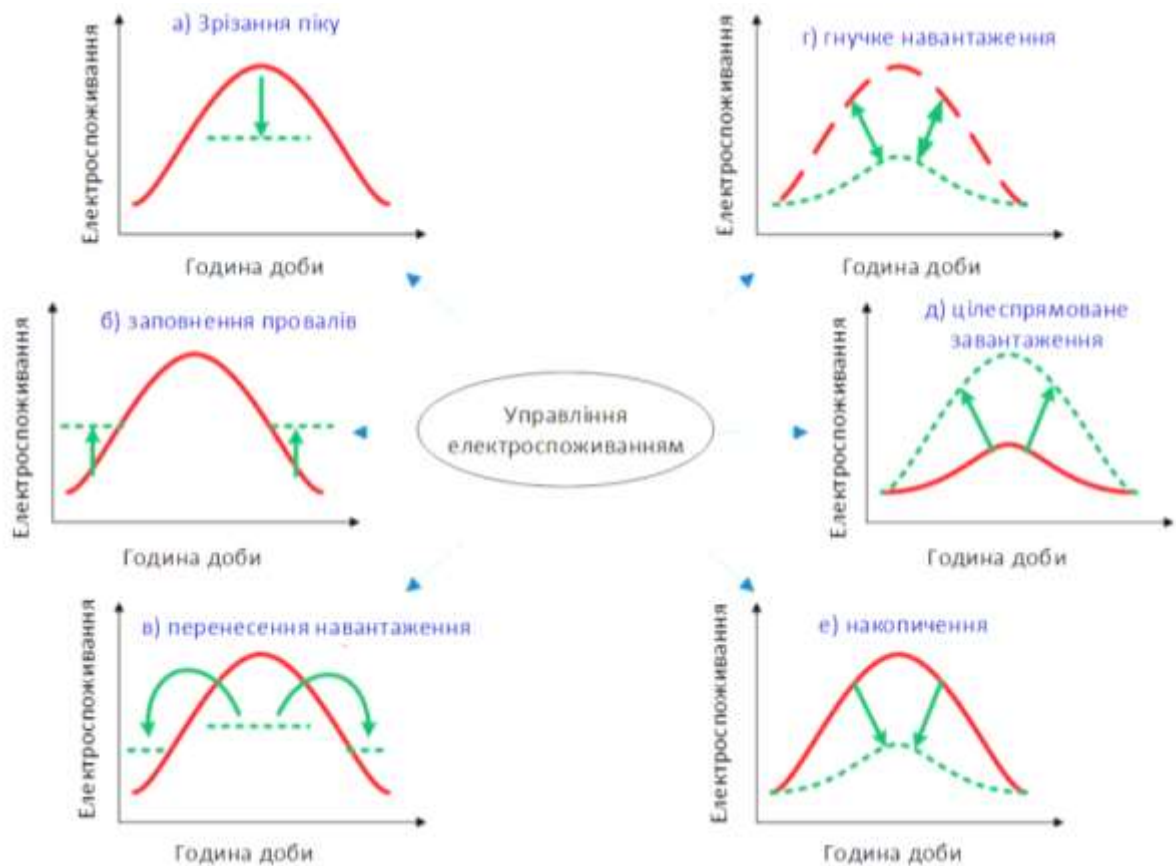 а) Зрізання піку
Електроспоживання
Година доби
г) гнучке навантаження
Електроспоживання
Година доби
б) заповнення провалів
Електроспоживання
Година доби
Управління
електроспоживанням
д) цілеспрямоване
завантаження
Електроспоживання
Година доби
в) перенесення навантаження
Електроспоживання
Година доби
е) накопичення
Електроспоживання
Година доби